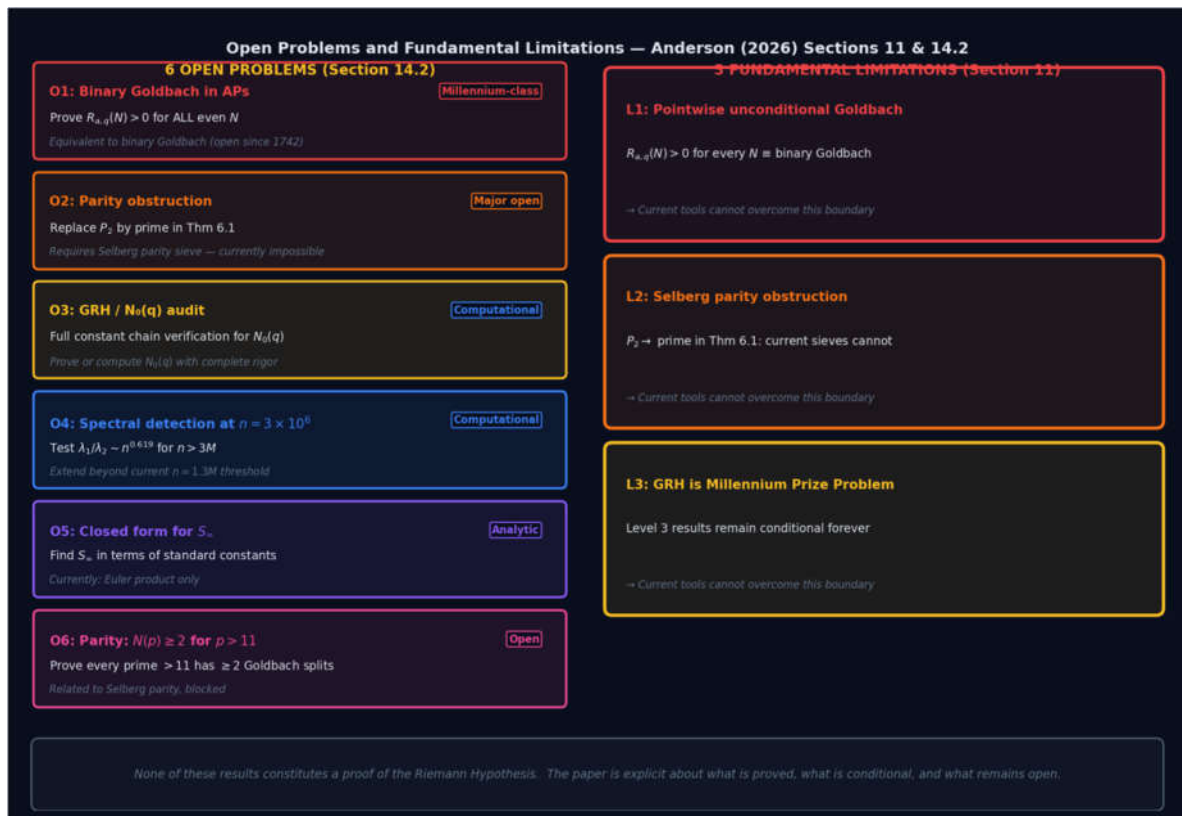 Open Problems and Fundamental Limitations — Anderson (2026) Sections 11 & 14.2
6 OPEN PROBLEMS (Section 14.2)
O1: Binary Goldbach in APs
Millennium-class
Prove Rₐ,q(N) > 0 for ALL even N
Equivalent to binary Goldbach (open since 1742)
O2: Parity obstruction
Major open
Replace P₂ by prime in Thm 6.1
Requires Selberg parity sieve — currently impossible
O3: GRH / N₀(q) audit
Computational
Full constant chain verification for N₀(q)
Prove or compute N₀(q) with complete rigor
O4: Spectral detection at n = 3 × 10⁶
Computational
Test λ₁/λ₂ ~ n^0.619 for n > 3M
Extend beyond current n = 1.3M threshold
O5: Closed form for S∞
Analytic
Find S∞ in terms of standard constants
Currently: Euler product only
O6: Parity: N(p) ≥ 2 for p > 11
Open
Prove every prime > 11 has ≥ 2 Goldbach splits
Related to Selberg parity, blocked
3 FUNDAMENTAL LIMITATIONS (Section 11)
L1: Pointwise unconditional Goldbach
Rₐ,q(N) > 0 for every N ≡ binary Goldbach
→ Current tools cannot overcome this boundary
L2: Selberg parity obstruction
P₂ → prime in Thm 6.1: current sieves cannot
→ Current tools cannot overcome this boundary
L3: GRH is Millennium Prize Problem
Level 3 results remain conditional forever
→ Current tools cannot overcome this boundary
None of these results constitutes a proof of the Riemann Hypothesis. The paper is explicit about what is proved, what is conditional, and what remains open.